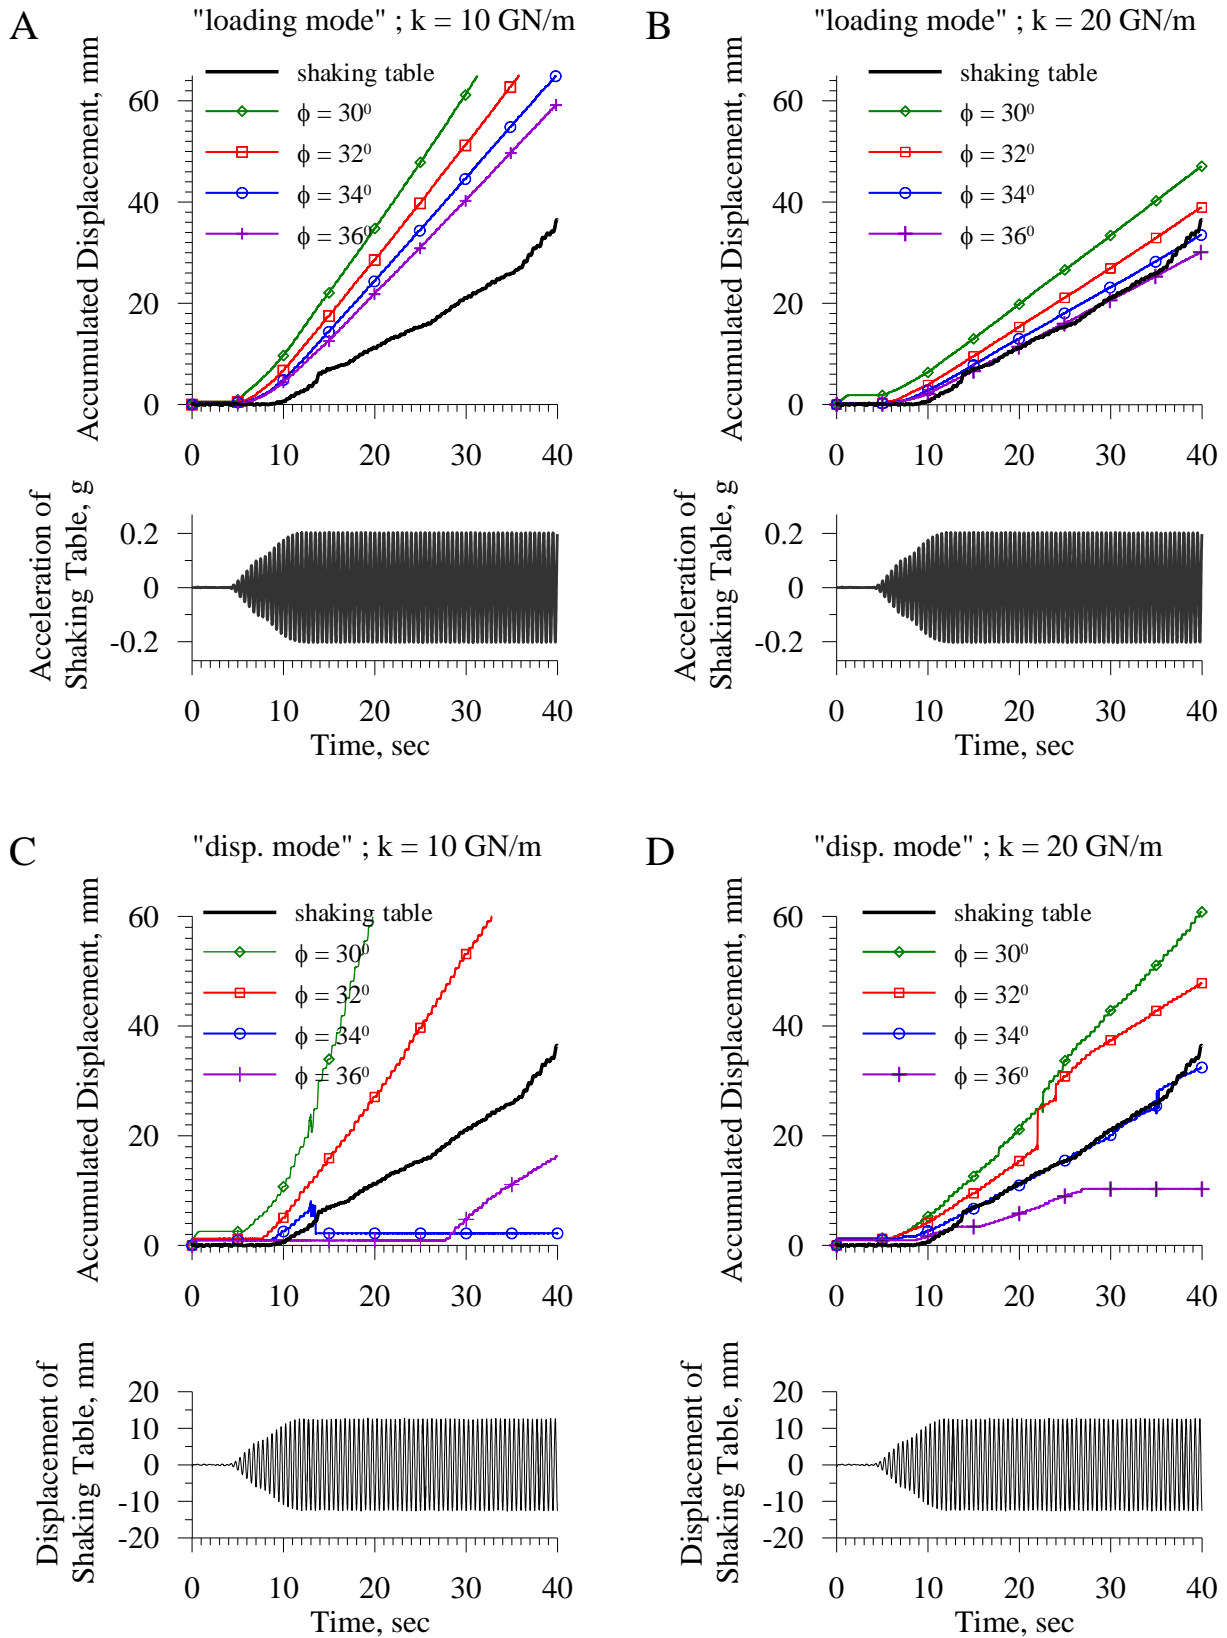 A
"loading mode" ; k = 10 GN/m
Accumulated Displacement, mm
shaking table
ϕ = 30⁰
ϕ = 32⁰
ϕ = 34⁰
ϕ = 36⁰
60
40
20
0
0 10 20 30 40
Acceleration of
Shaking Table, g
0.2
0
-0.2
0 10 20 30 40
Time, sec
B
"loading mode" ; k = 20 GN/m
Accumulated Displacement, mm
shaking table
ϕ = 30⁰
ϕ = 32⁰
ϕ = 34⁰
ϕ = 36⁰
60
40
20
0
0 10 20 30 40
Acceleration of
Shaking Table, g
0.2
0
-0.2
0 10 20 30 40
Time, sec
C
"disp. mode" ; k = 10 GN/m
Accumulated Displacement, mm
shaking table
ϕ = 30⁰
ϕ = 32⁰
ϕ = 34⁰
ϕ = 36⁰
60
40
20
0
0 10 20 30 40
Displacement of
Shaking Table, mm
20
10
0
-10
-20
0 10 20 30 40
Time, sec
D
"disp. mode" ; k = 20 GN/m
Accumulated Displacement, mm
shaking table
ϕ = 30⁰
ϕ = 32⁰
ϕ = 34⁰
ϕ = 36⁰
60
40
20
0
0 10 20 30 40
Displacement of
Shaking Table, mm
20
10
0
-10
-20
0 10 20 30 40
Time, sec